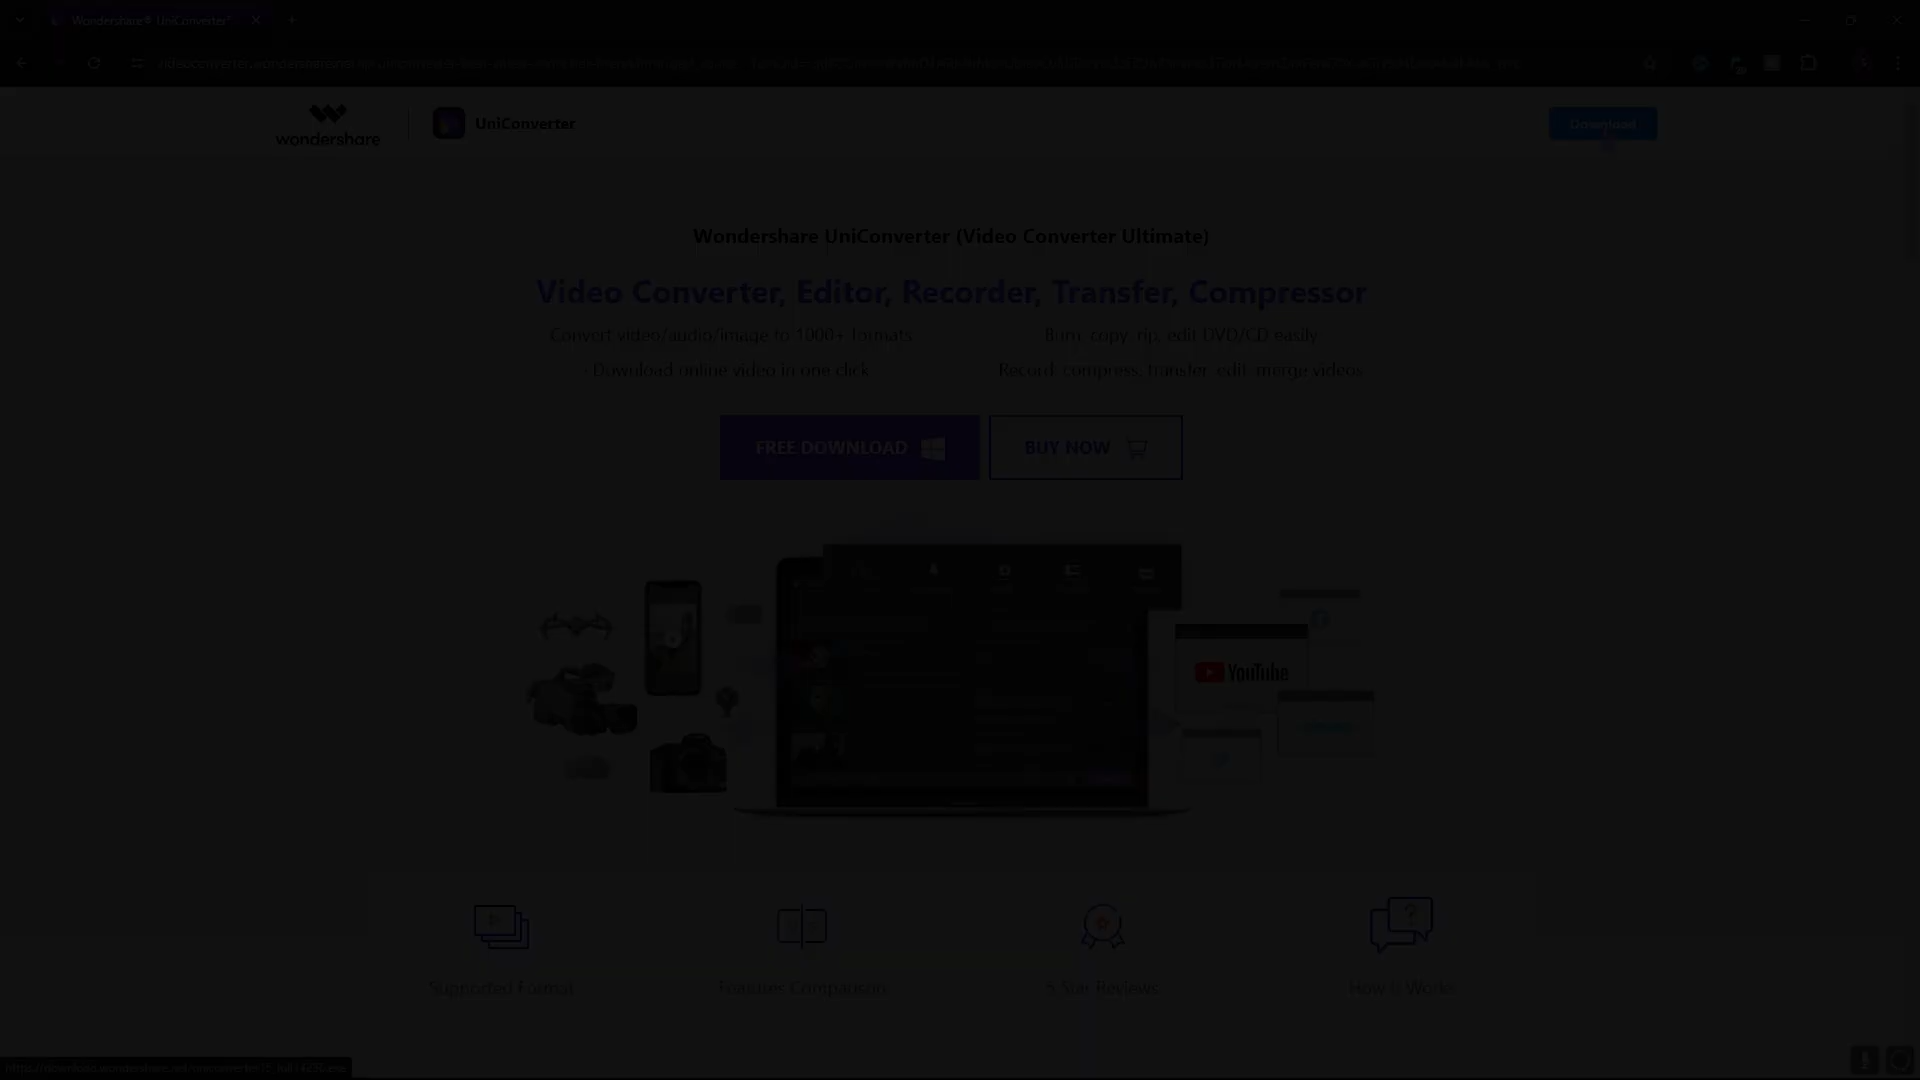 Wondershare® UniConverter
wondershare
UniConverter
Download
Wondershare UniConverter (Video Converter Ultimate)
Video Converter, Editor, Recorder, Transfer, Compressor
Convert video/audio/image to 1000+ formats
Burn, copy, rip, edit DVD/CD easily
Download online video in one click
Record, compress, transfer, edit, merge videos
FREE DOWNLOAD
BUY NOW
YouTube
Supported Format
Features Comparison
5 Star Reviews
How It Works